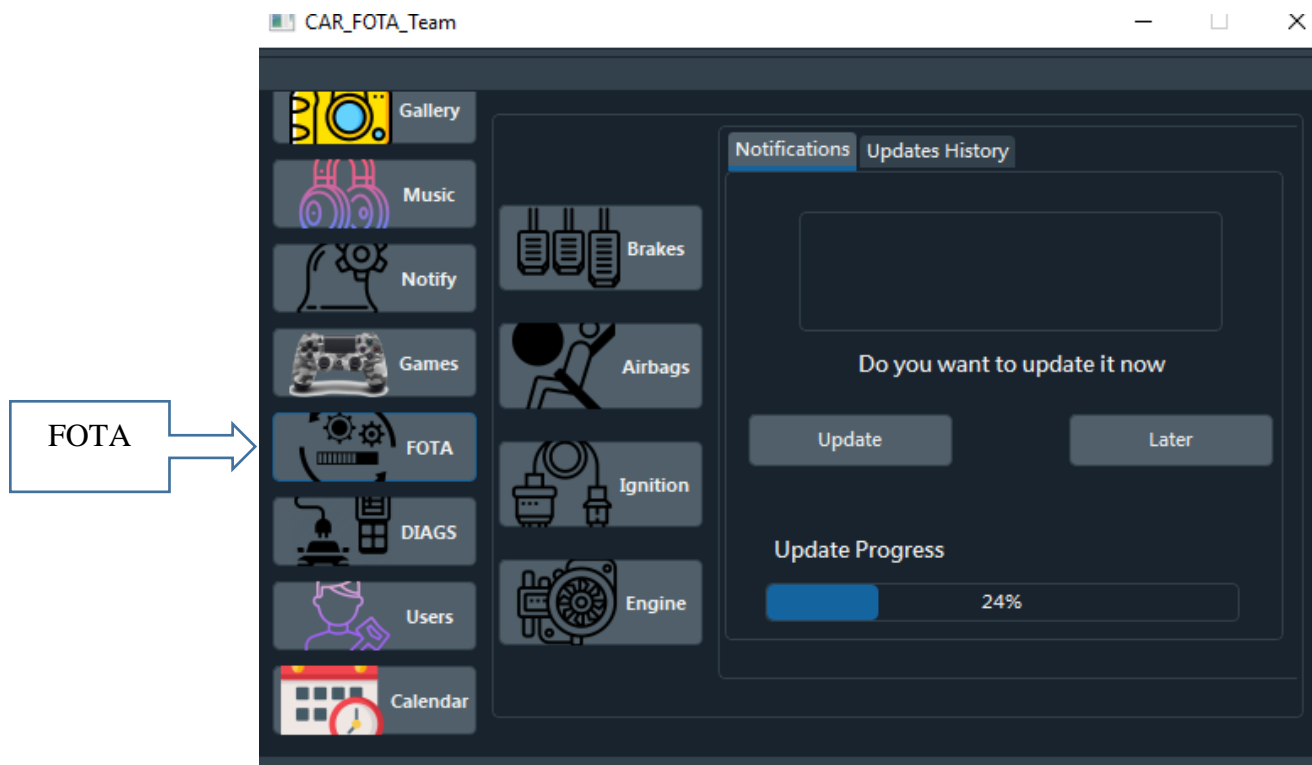 CAR_FOTA_Team
Gallery
Music
Notify
Games
FOTA
FOTA
DIAGS
Users
Calendar
Brakes
Airbags
Ignition
Engine
Notifications
Updates History
Do you want to update it now
Update
Later
Update Progress
24%